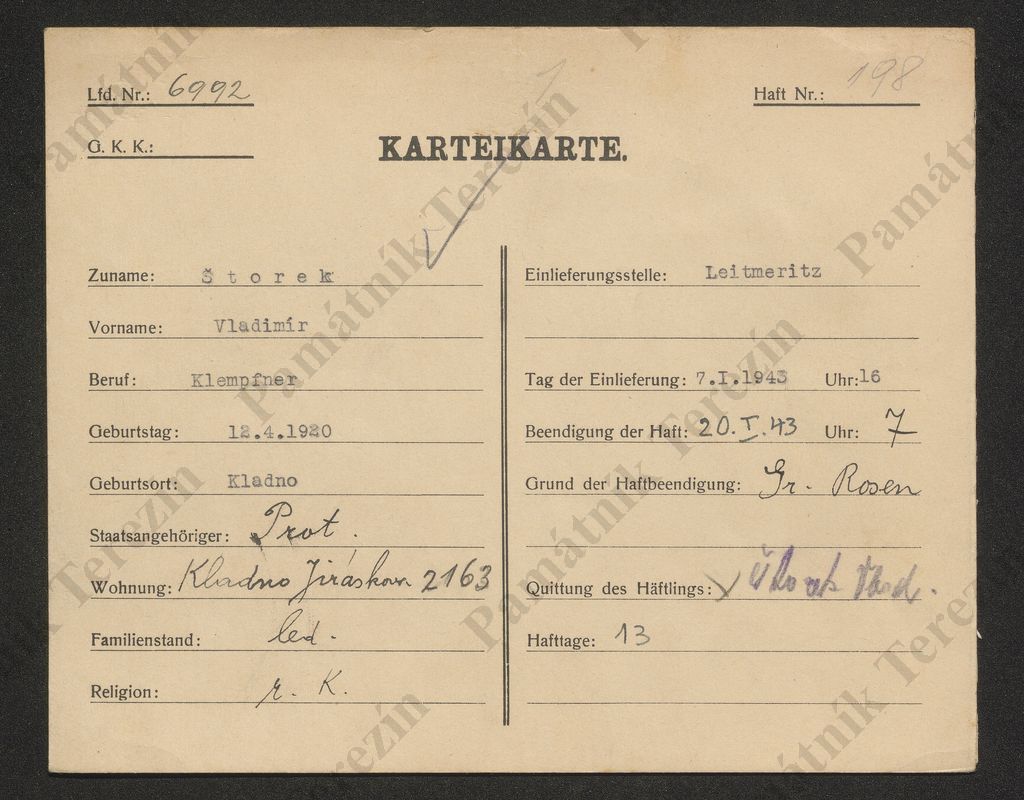 Lfd. Nr.: 6992
Haft Nr.: 198
G. K. K.:
KARTEIKARTE.
Zuname: Štorek
Vorname: Vladimír
Beruf: Klempfner
Geburtstag: 12.4.1920
Geburtsort: Kladno
Staatsangehöriger: Prot.
Wohnung: Kladno Jiráskova 2163
Familienstand: led.
Religion: r. K.
Einlieferungsstelle: Leitmeritz
Tag der Einlieferung: 7.I.1943 Uhr: 16
Beendigung der Haft: 20.I.43 Uhr: 7
Grund der Haftbeendigung: Gr. Rosen
Quittung des Häftlings:
Hafttage: 13
Památník Terezín